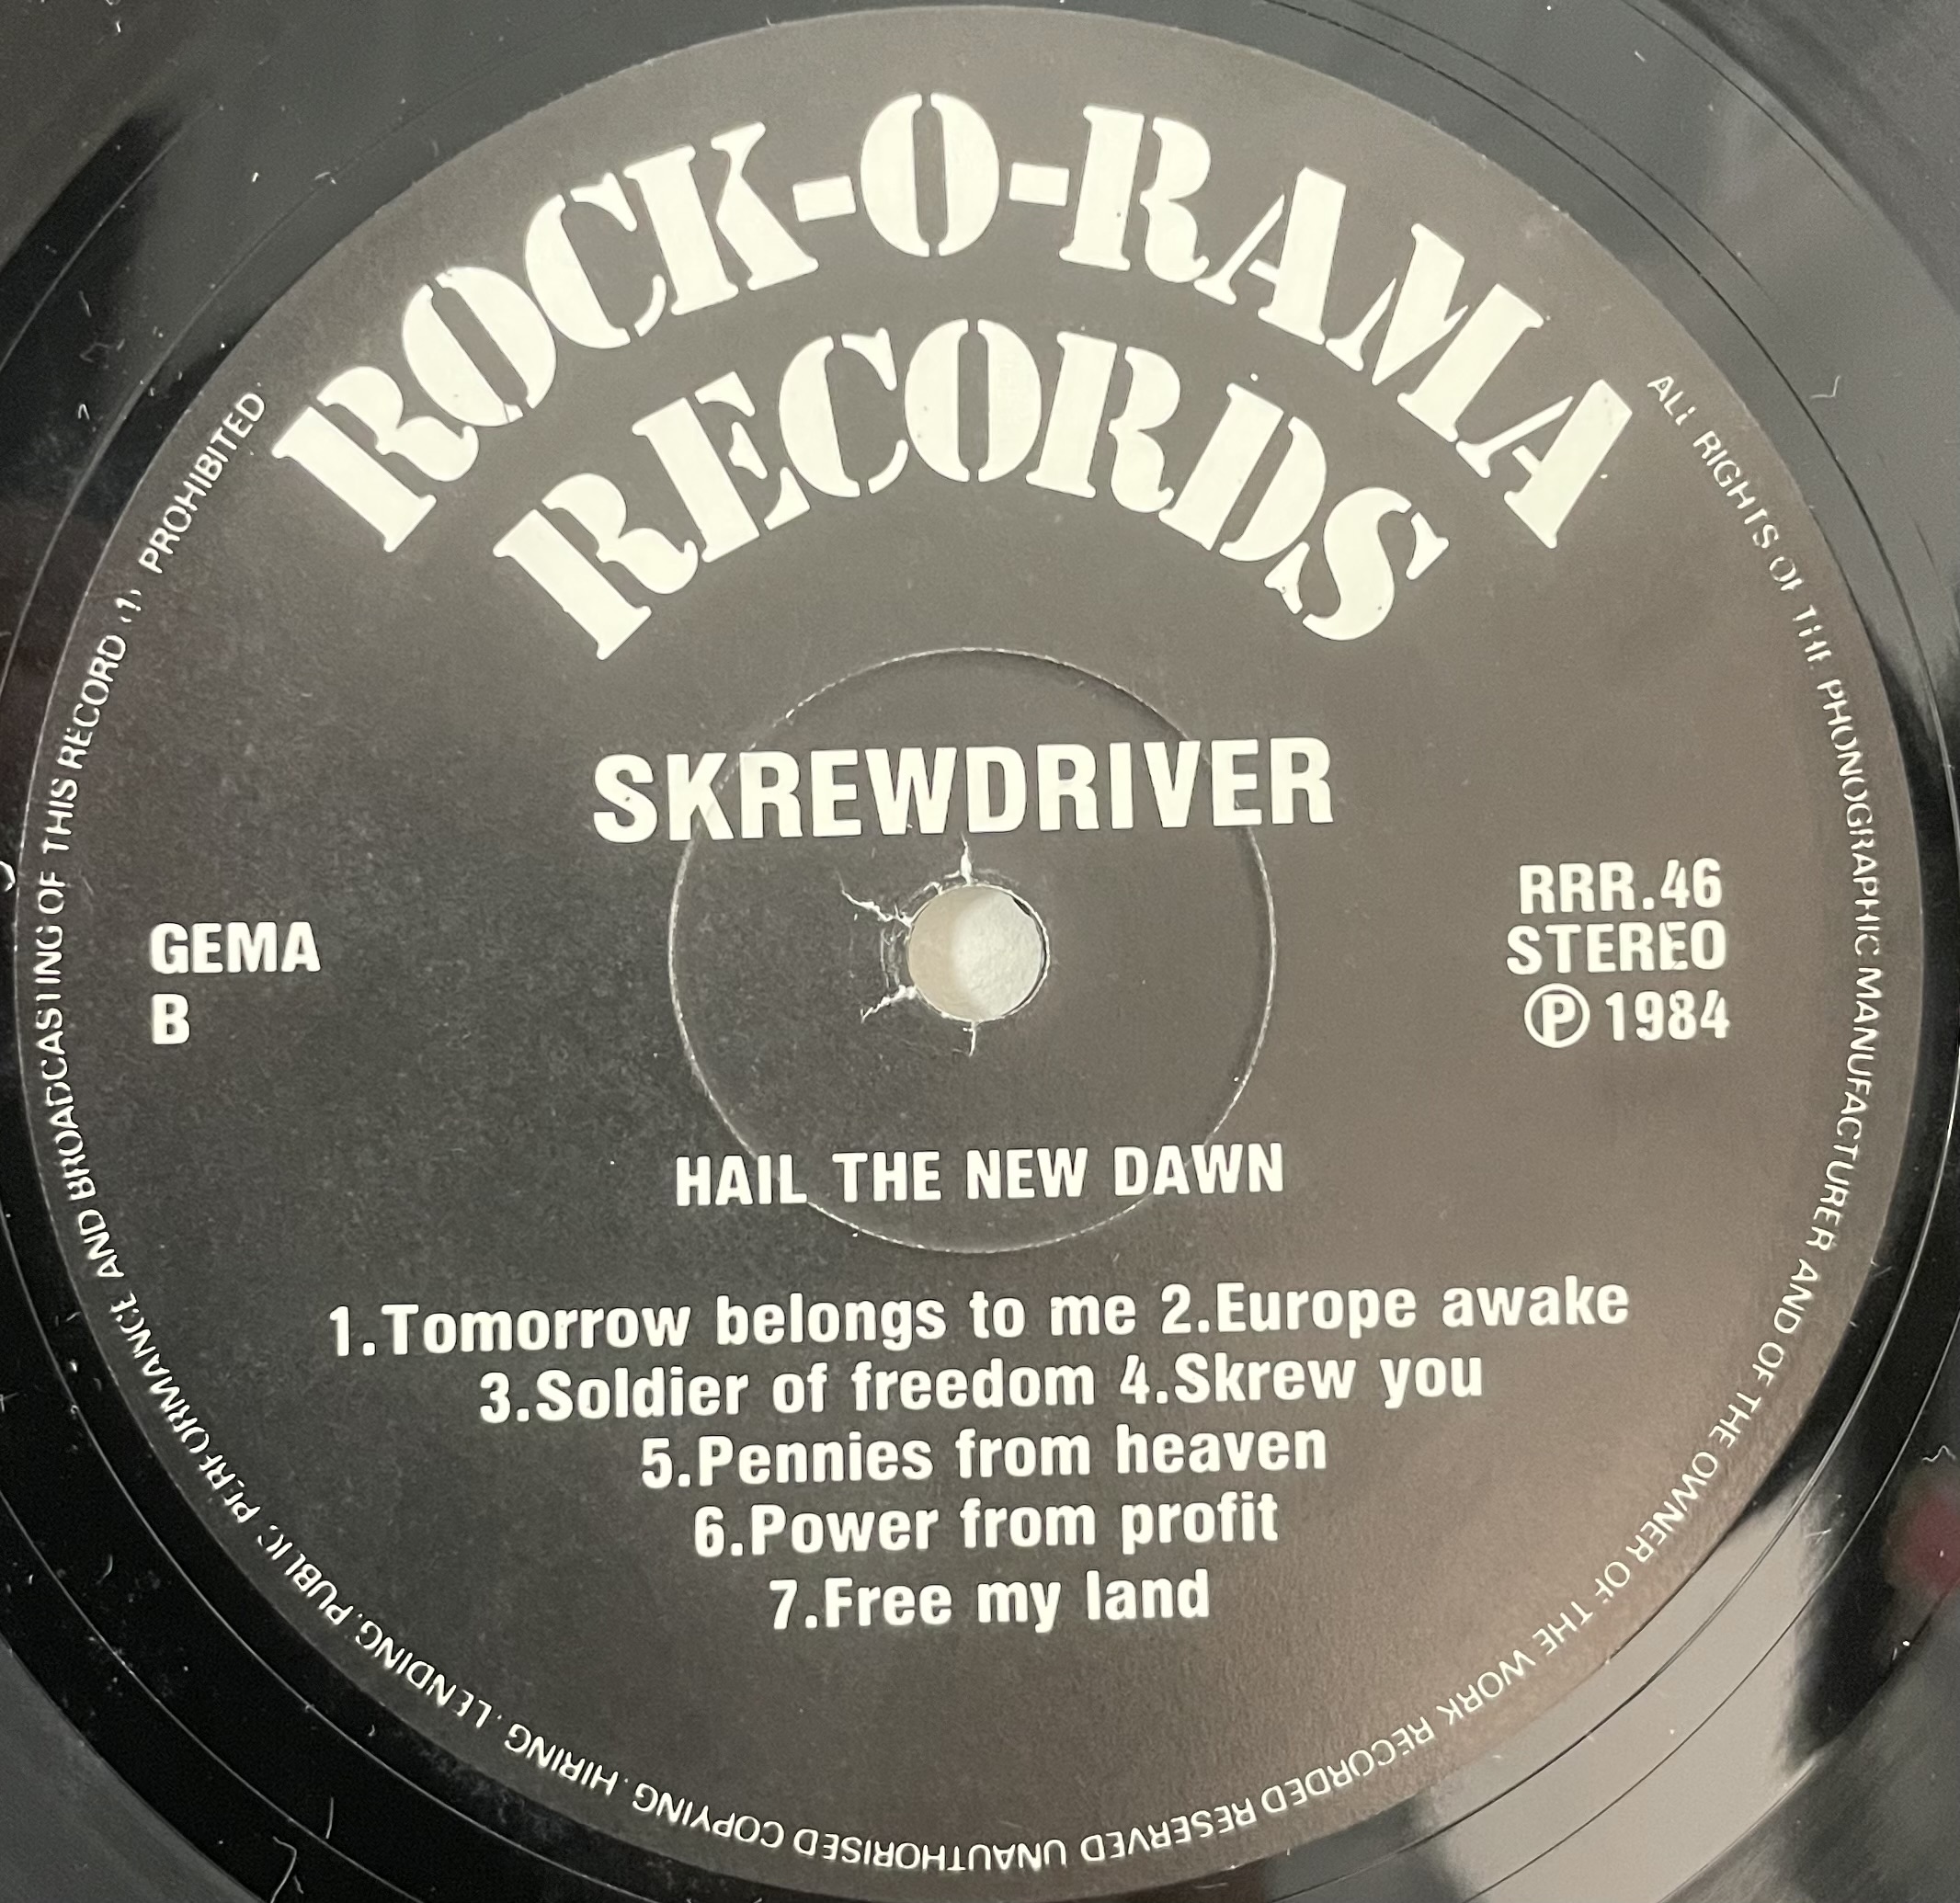 ROCK-O-RAMA
RECORDS
SKREWDRIVER
GEMA
B
RRR.46
STEREO
Ⓟ 1984
HAIL THE NEW DAWN
1.Tomorrow belongs to me 2.Europe awake
3.Soldier of freedom 4.Skrew you
5.Pennies from heaven
6.Power from profit
7.Free my land
ALL RIGHTS OF THE PHONOGRAPHIC MANUFACTURER AND OF THE OWNER OF THE WORK RECORDED RESERVED UNAUTHORISED COPYING. HIRING. LENDING. PUBLIC PERFORMANCE AND BROADCASTING OF THIS RECORD PROHIBITED